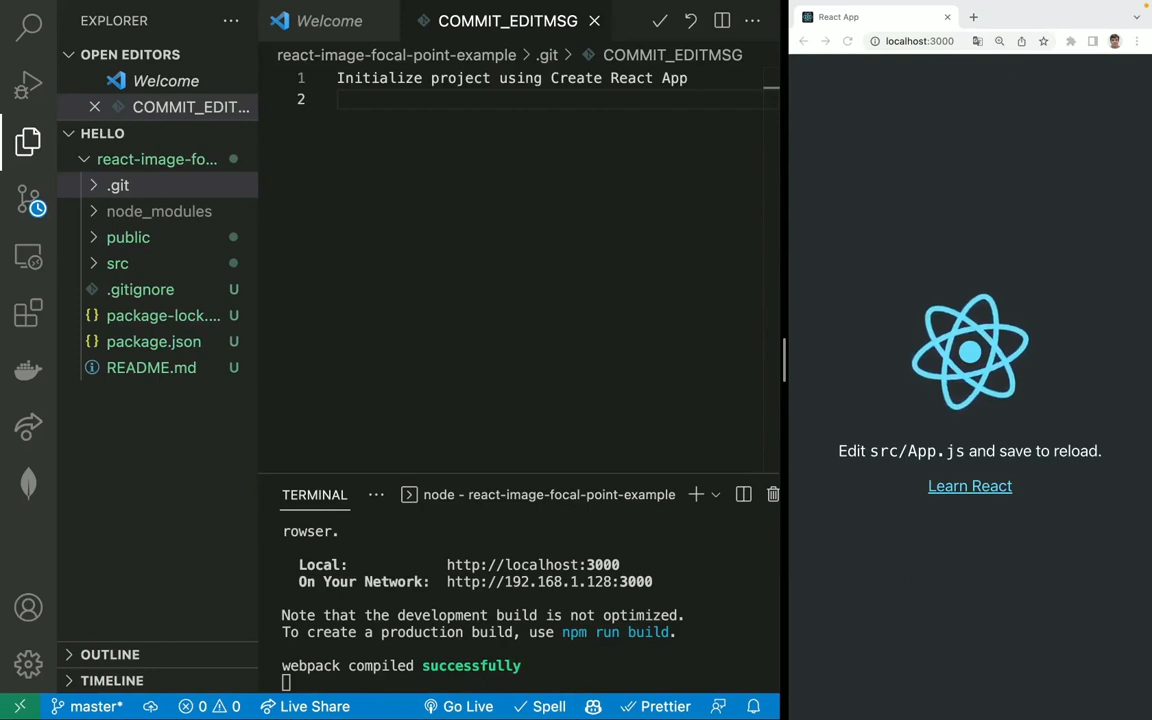 EXPLORER
OPEN EDITORS
Welcome
COMMIT_EDIT...
HELLO
react-image-fo...
.git
node_modules
public
src
.gitignore U
package-lock.... U
package.json U
README.md U
OUTLINE
TIMELINE
Welcome
COMMIT_EDITMSG
react-image-focal-point-example > .git > COMMIT_EDITMSG
1 Initialize project using Create React App
2
TERMINAL
node - react-image-focal-point-example
rowser.
Local: http://localhost:3000
On Your Network: http://192.168.1.128:3000
Note that the development build is not optimized.
To create a production build, use npm run build.
webpack compiled successfully
master* 0 0 Live Share Go Live Spell Prettier
React App
localhost:3000
Edit src/App.js and save to reload.
Learn React